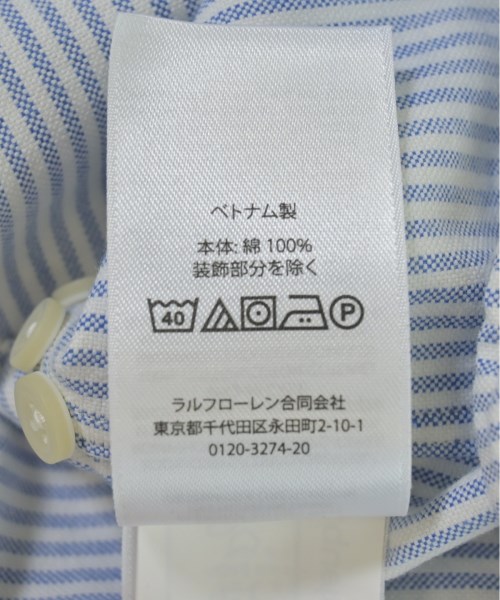 ベトナム製
本体: 綿 100%
装飾部分を除く
40 P
ラルフローレン合同会社
東京都千代田区永田町2-10-1
0120-3274-20